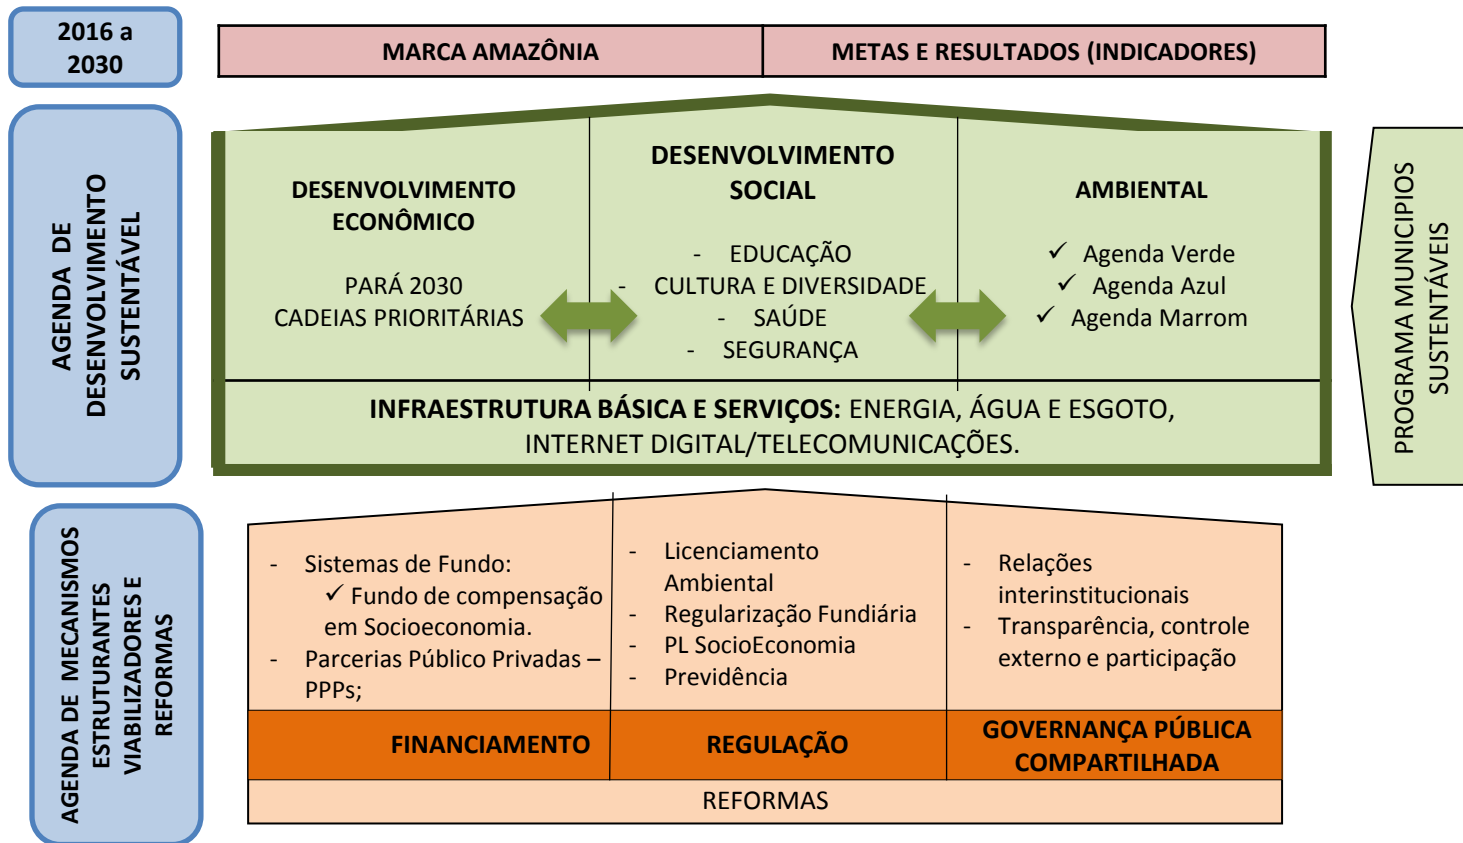 2016 a
2030
MARCA AMAZÔNIA
METAS E RESULTADOS (INDICADORES)
AGENDA DE
DESENVOLVIMENTO
SUSTENTÁVEL
DESENVOLVIMENTO
ECONÔMICO
PARÁ 2030
CADEIAS PRIORITÁRIAS
DESENVOLVIMENTO
SOCIAL
- EDUCAÇÃO
- CULTURA E DIVERSIDADE
- SAÚDE
- SEGURANÇA
AMBIENTAL
✓ Agenda Verde
✓ Agenda Azul
✓ Agenda Marrom
INFRAESTRUTURA BÁSICA E SERVIÇOS: ENERGIA, ÁGUA E ESGOTO,
INTERNET DIGITAL/TELECOMUNICAÇÕES.
PROGRAMA MUNICIPIOS
SUSTENTÁVEIS
AGENDA DE MECANISMOS
ESTRUTURANTES
VIABILIZADORES E
REFORMAS
- Sistemas de Fundo:
✓ Fundo de compensação
em Socioeconomia.
- Parcerias Público Privadas –
PPPs;
- Licenciamento
Ambiental
- Regularização Fundiária
- PL SocioEconomia
- Previdência
- Relações
interinstitucionais
- Transparência, controle
externo e participação
FINANCIAMENTO
REGULAÇÃO
GOVERNANÇA PÚBLICA
COMPARTILHADA
REFORMAS